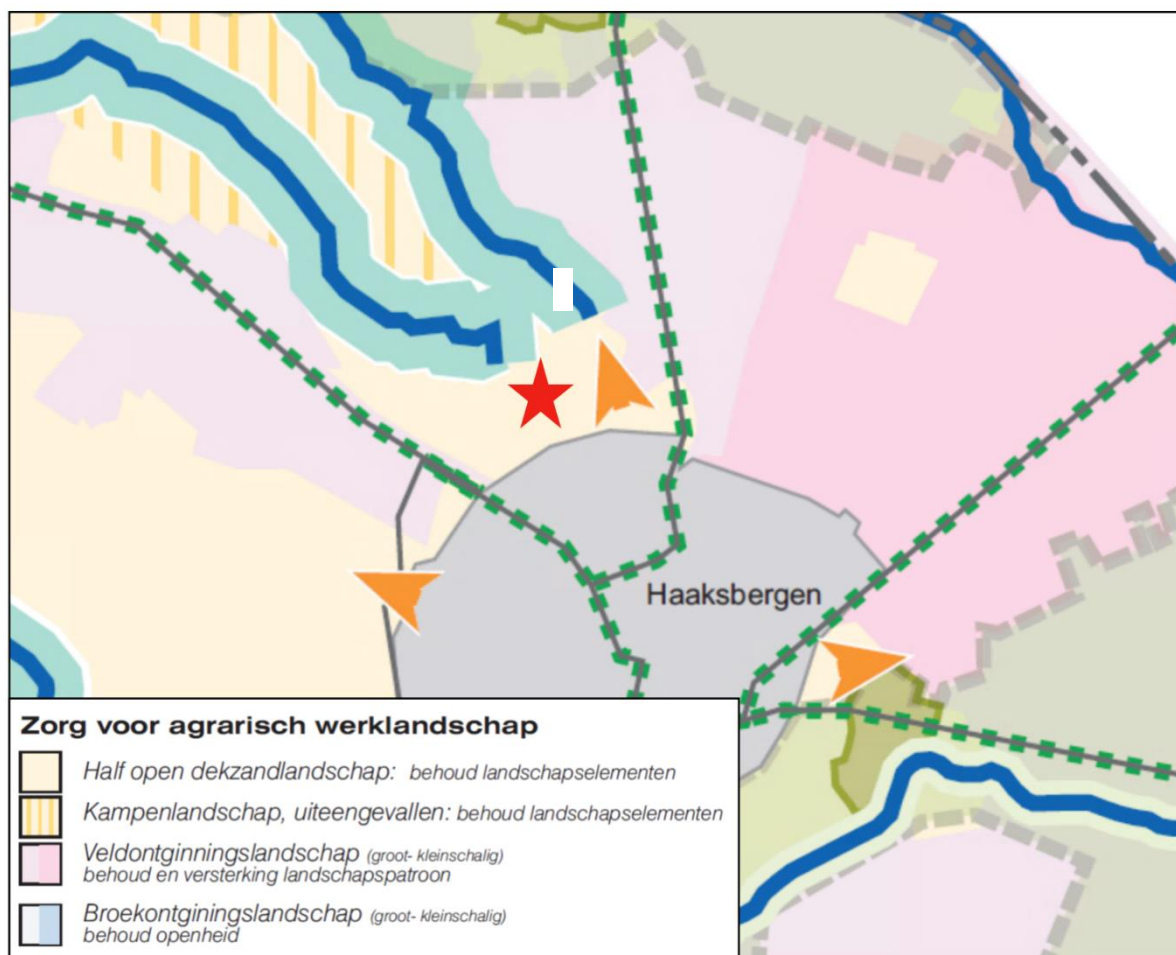 Haaksbergen
Zorg voor agrarisch werklandschap
Half open dekzandlandschap: behoud landschapselementen
Kampenlandschap, uiteengevallen: behoud landschapselementen
Veldontginningslandschap (groot- kleinschalig)
behoud en versterking landschapspatroon
Broekontginingslandschap (groot- kleinschalig)
behoud openheid